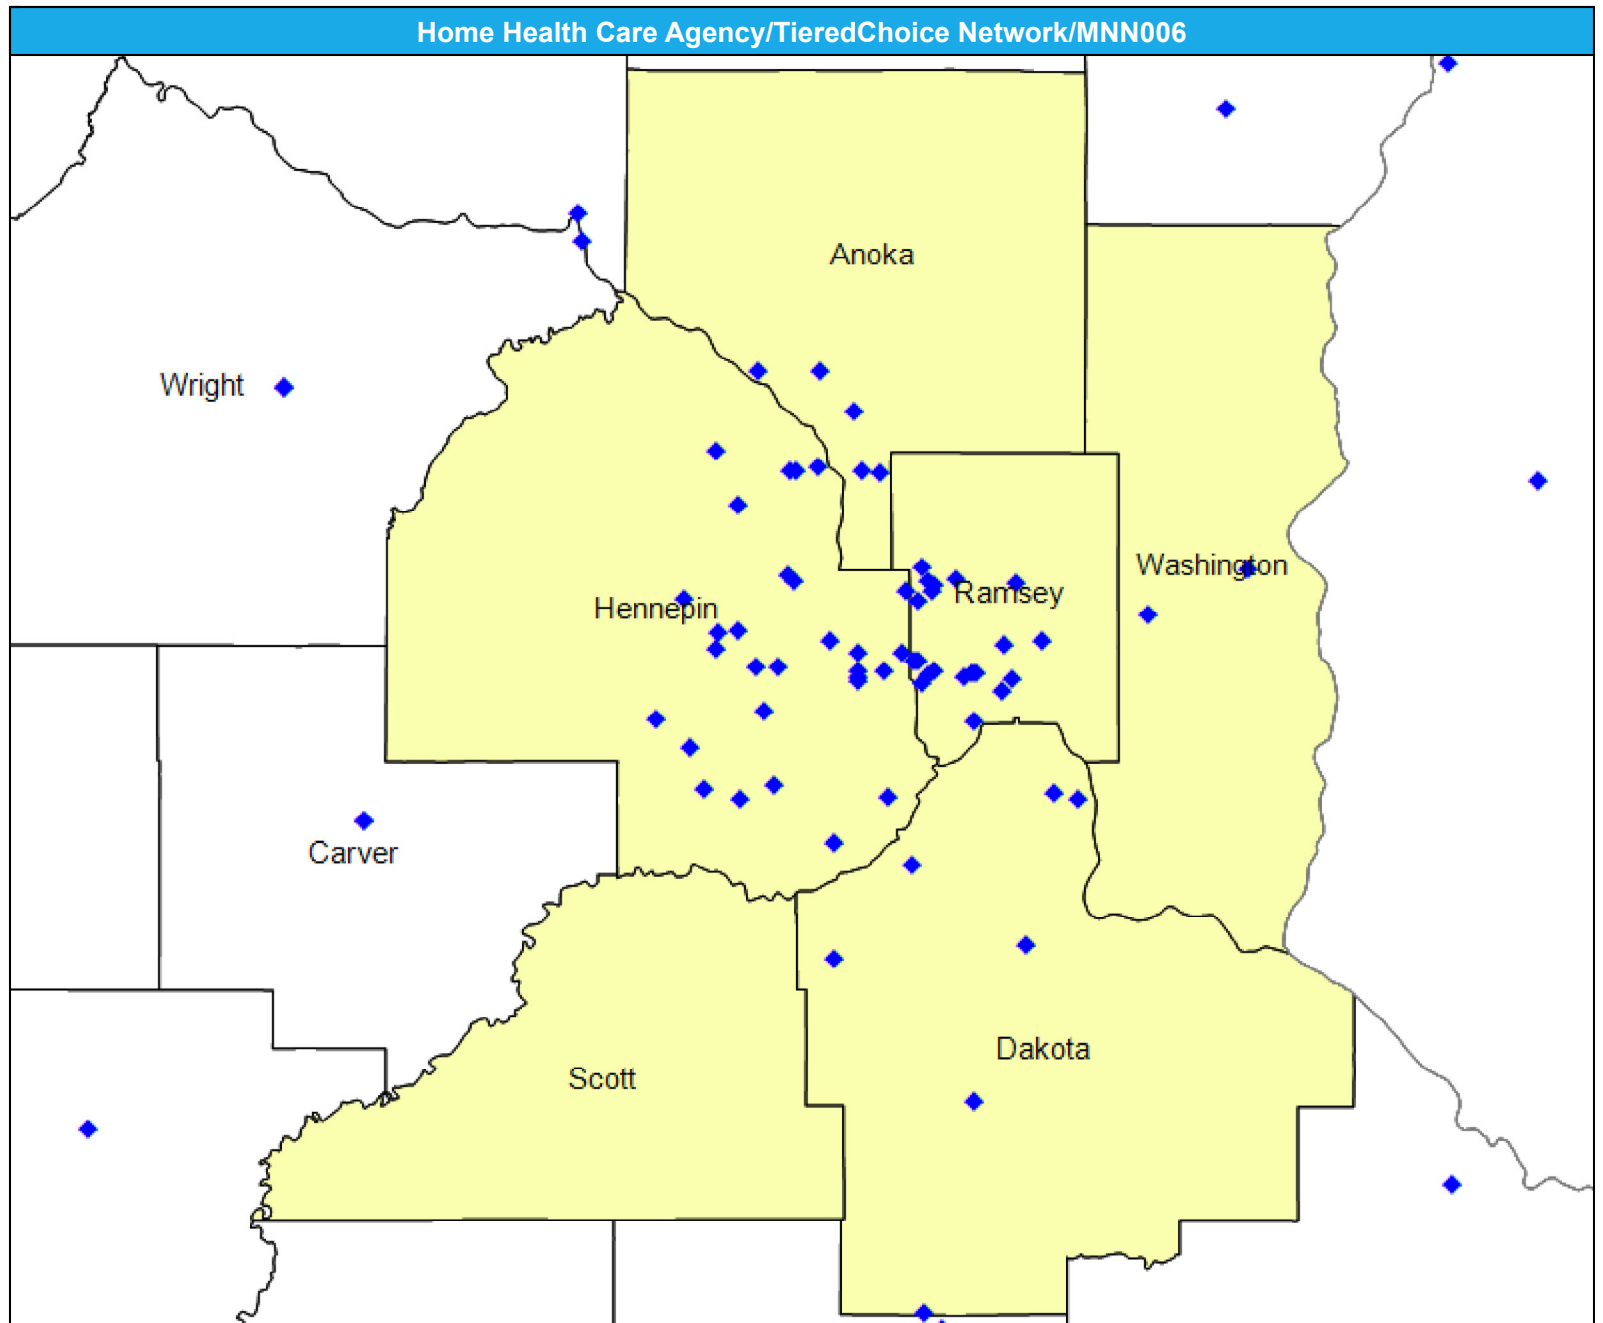 Home Health Care Agency/TieredChoice Network/MNN006
Anoka
Wright
Washington
Ramsey
Hennepin
Carver
Dakota
Scott